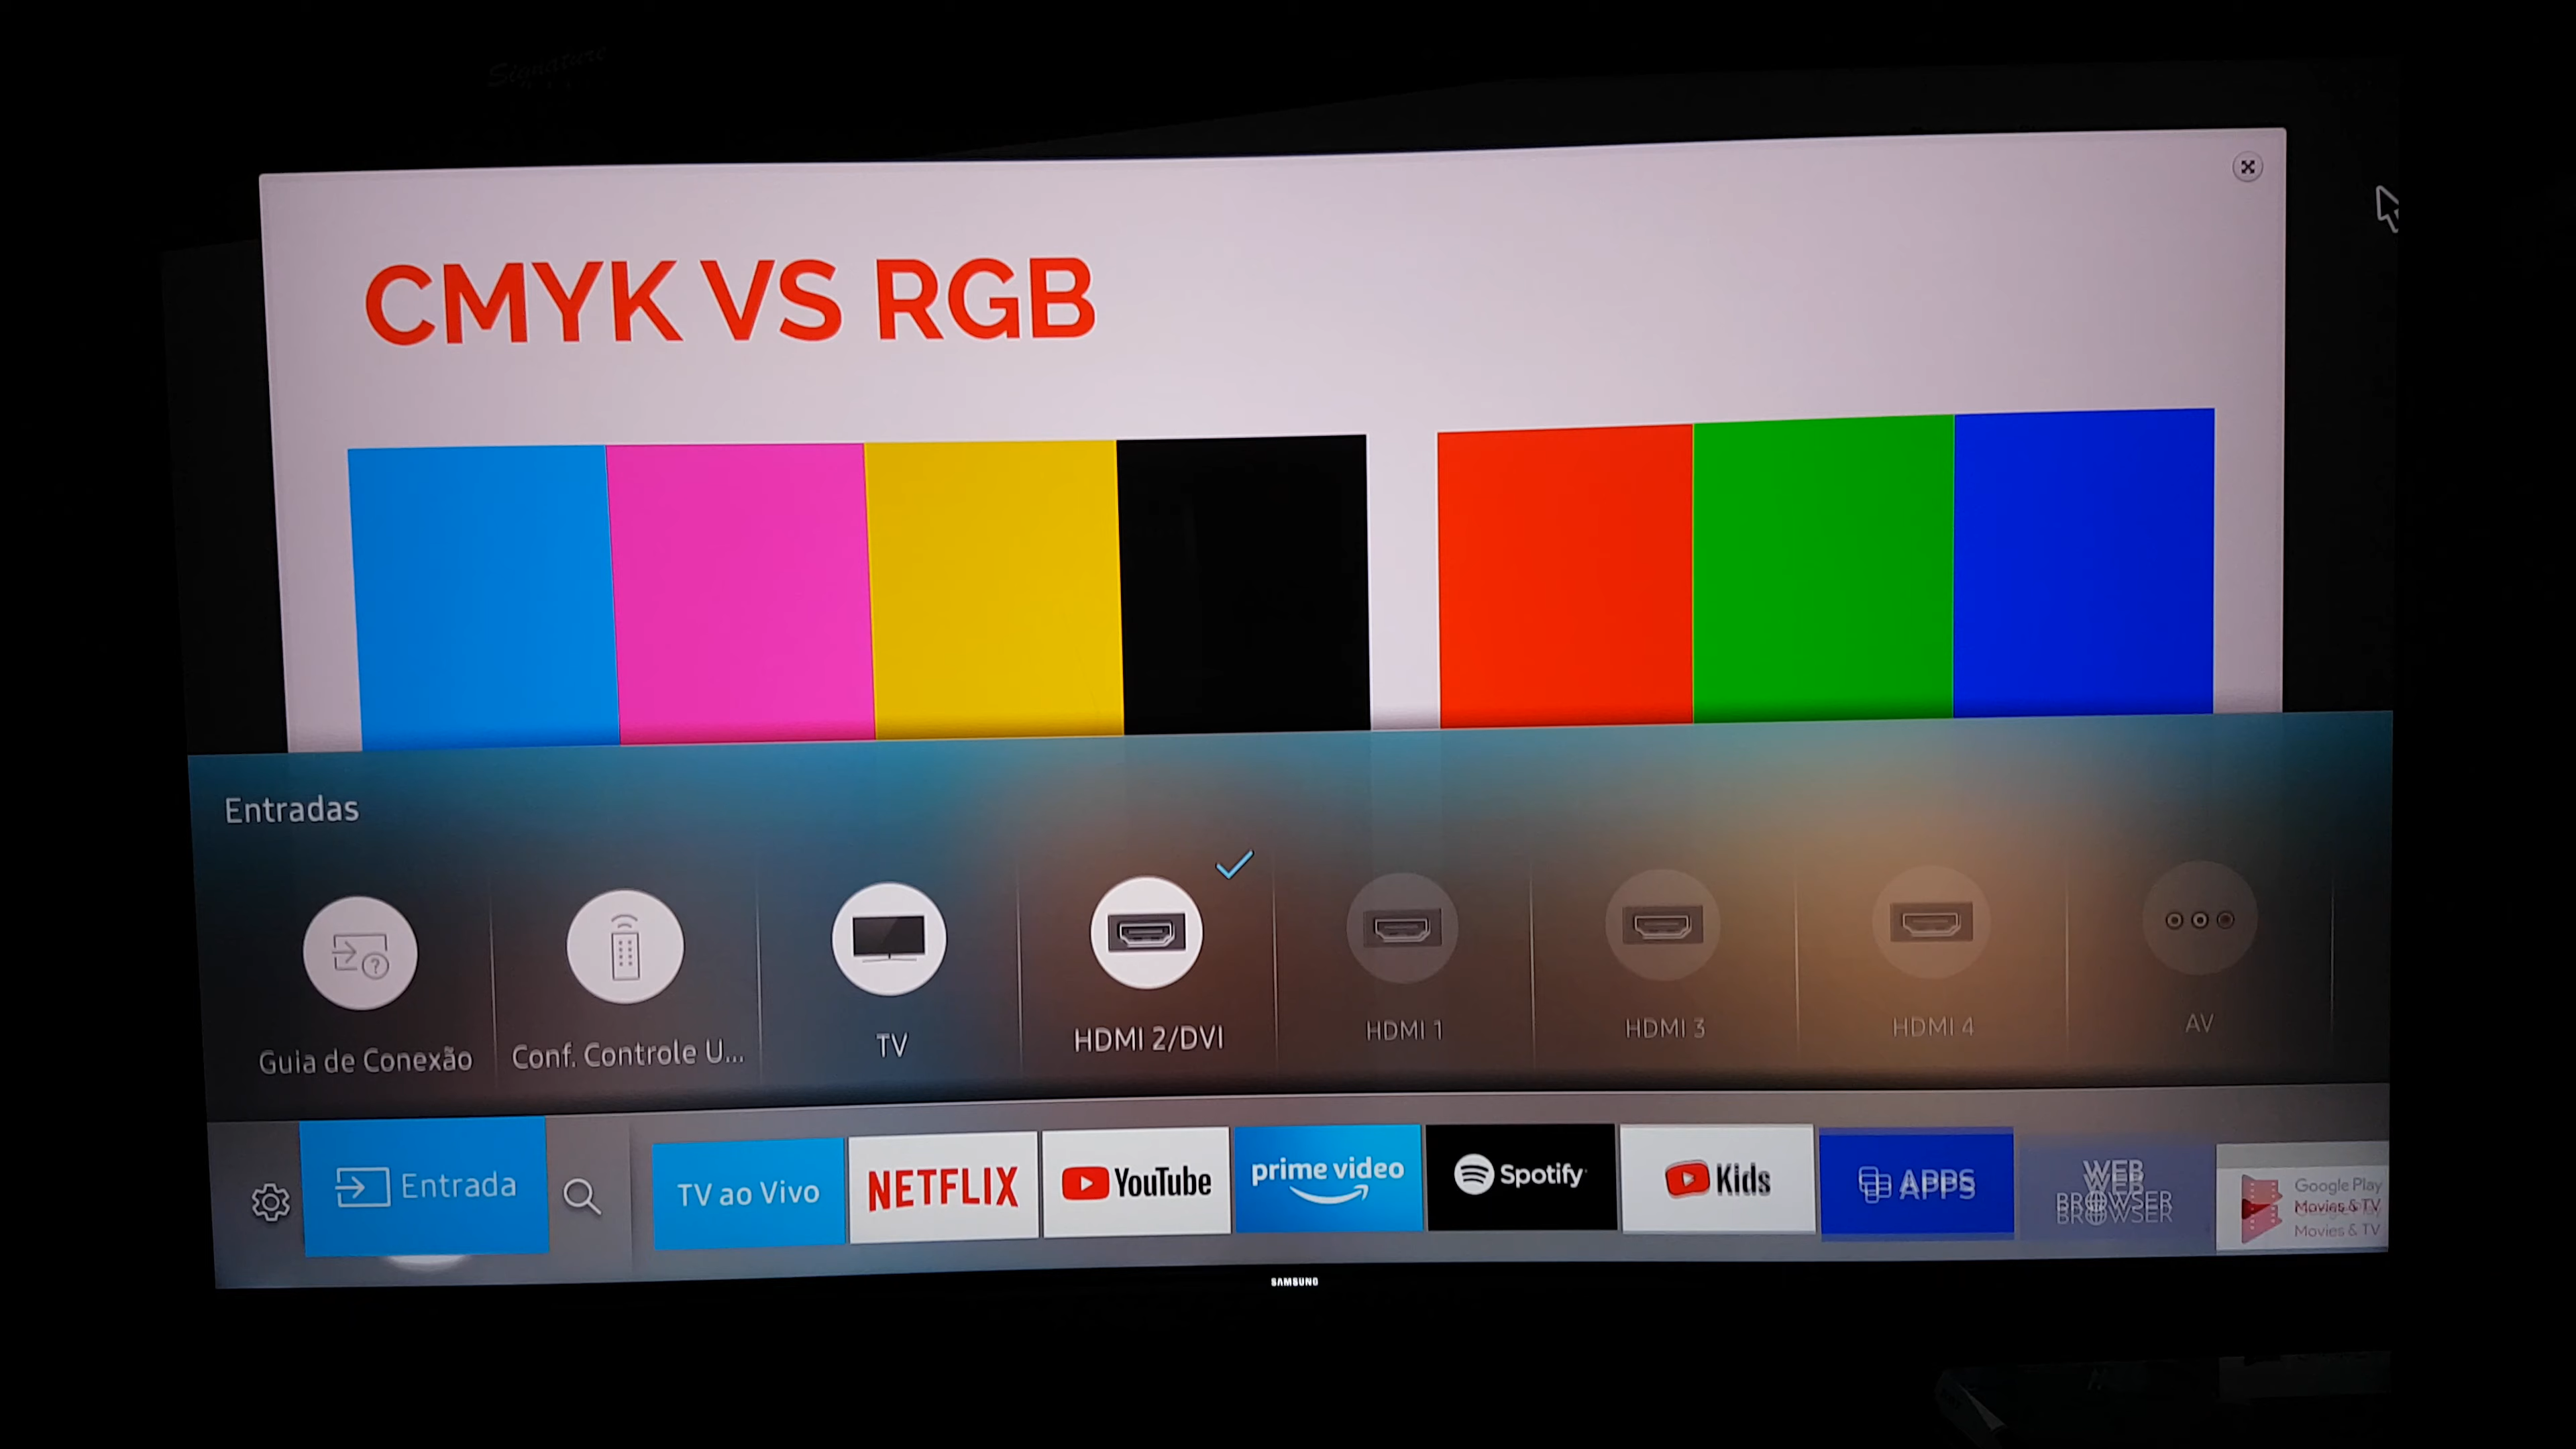 Signature
CMYK VS RGB
Entradas
Guia de Conexão
Conf. Controle U...
TV
HDMI 2/DVI
HDMI 1
HDMI 3
HDMI 4
AV
Entrada
TV ao Vivo
NETFLIX
YouTube
prime video
Spotify
Kids
APPS
WEB
BROWSER
Google Play
Movies & TV
SAMSUNG